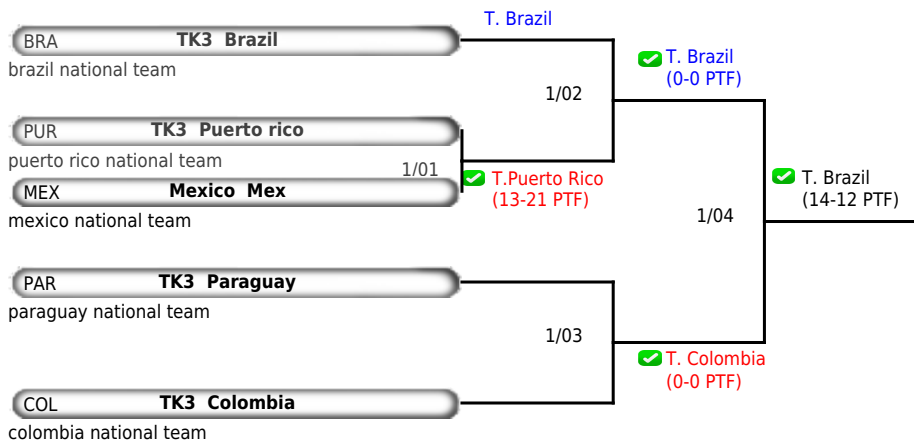 T. Brazil
BRA TK3 Brazil
brazil national team
T. Brazil
(0-0 PTF)
1/02
PUR TK3 Puerto rico
puerto rico national team
1/01
MEX Mexico Mex
mexico national team
T.Puerto Rico
(13-21 PTF)
T. Brazil
(14-12 PTF)
1/04
PAR TK3 Paraguay
paraguay national team
1/03
T. Colombia
(0-0 PTF)
COL TK3 Colombia
colombia national team